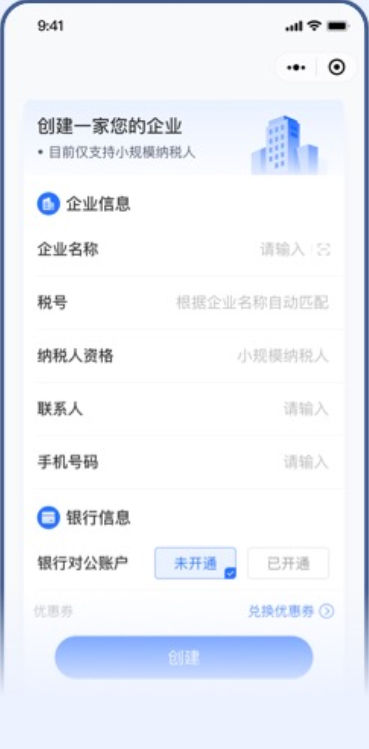 9:41
创建一家您的企业
• 目前仅支持小规模纳税人
企业信息
企业名称 请输入
税号 根据企业名称自动匹配
纳税人资格 小规模纳税人
联系人 请输入
手机号码 请输入
银行信息
银行对公账户 未开通 已开通
优惠券 兑换优惠券
创建